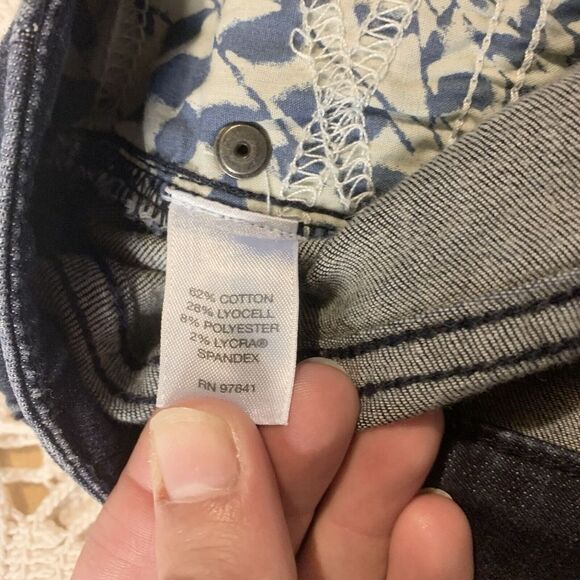 62% COTTON
28% LYOCELL
8% POLYESTER
2% LYCRA®
SPANDEX
RN 97841